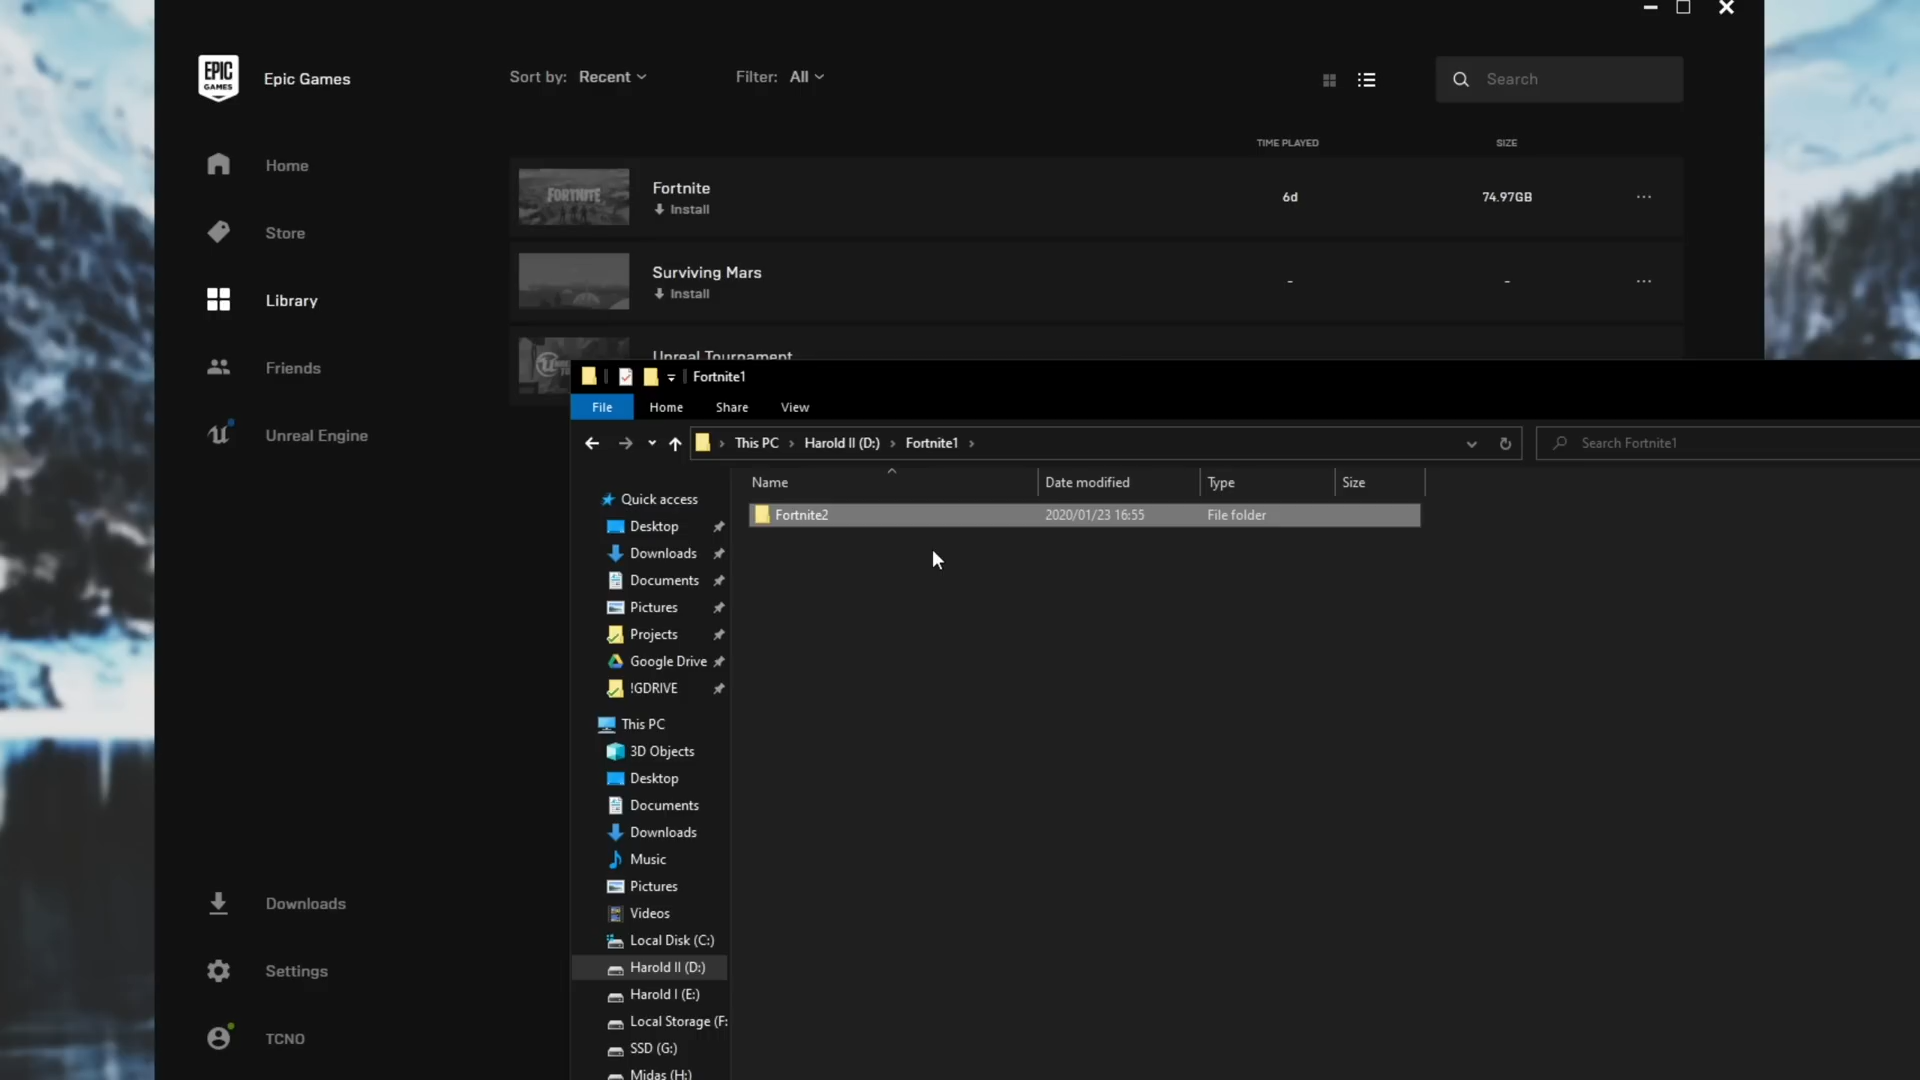 EPIC
GAMES
Epic Games
Sort by: Recent
Filter: All
Search
Home
Store
Library
Friends
Unreal Engine
Downloads
Settings
TCNO
TIME PLAYED
SIZE
FORTNITE
Fortnite
Install
6d
74.97GB
...
Surviving Mars
Install
-
-
...
Unreal Tournament
Fortnite1
File
Home
Share
View
This PC
Harold II (D:)
Fortnite1
Search Fortnite1
Name
Date modified
Type
Size
Fortnite2
2020/01/23 16:55
File folder
Quick access
Desktop
Downloads
Documents
Pictures
Projects
Google Drive
!GDRIVE
This PC
3D Objects
Desktop
Documents
Downloads
Music
Pictures
Videos
Local Disk (C:)
Harold II (D:)
Harold I (E:)
Local Storage (F:
SSD (G:)
Midas (H:)